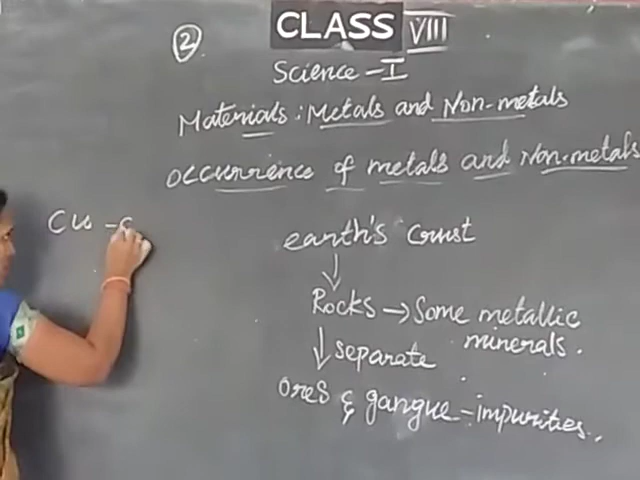 2
CLASS VIII
Science - I
Materials: Metals and Non-metals
Occurrence of metals and Non-metals
Cu - C
earth's crust
↓
Rocks → Some metallic minerals.
↓ separate
Ores & gangue - impurities.